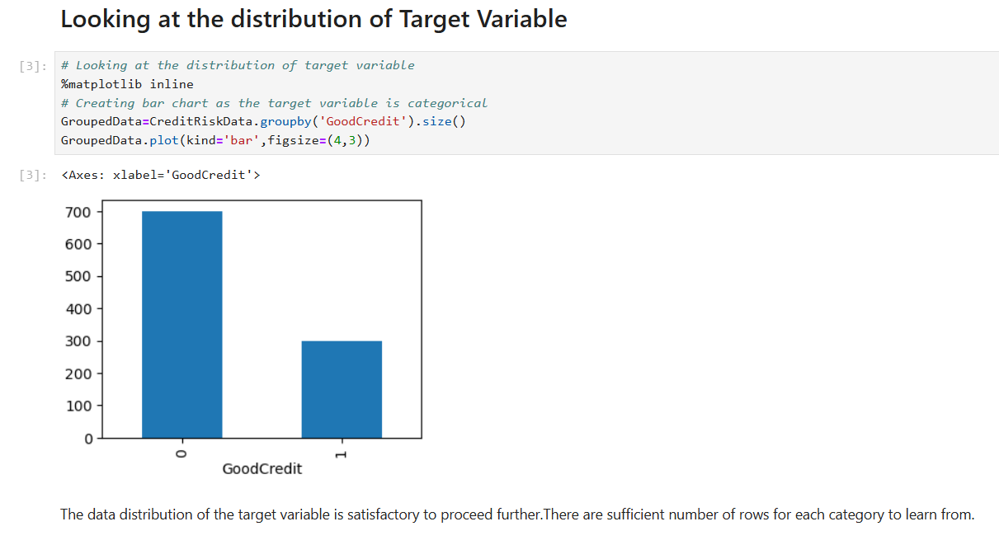 Looking at the distribution of Target Variable
[3]: # Looking at the distribution of target variable
%matplotlib inline
# Creating bar chart as the target variable is categorical
GroupedData=CreditRiskData.groupby('GoodCredit').size()
GroupedData.plot(kind='bar',figsize=(4,3))
[3]: <Axes: xlabel='GoodCredit'>
700
600
500
400
300
200
100
0
0 1
GoodCredit
The data distribution of the target variable is satisfactory to proceed further.There are sufficient number of rows for each category to learn from.